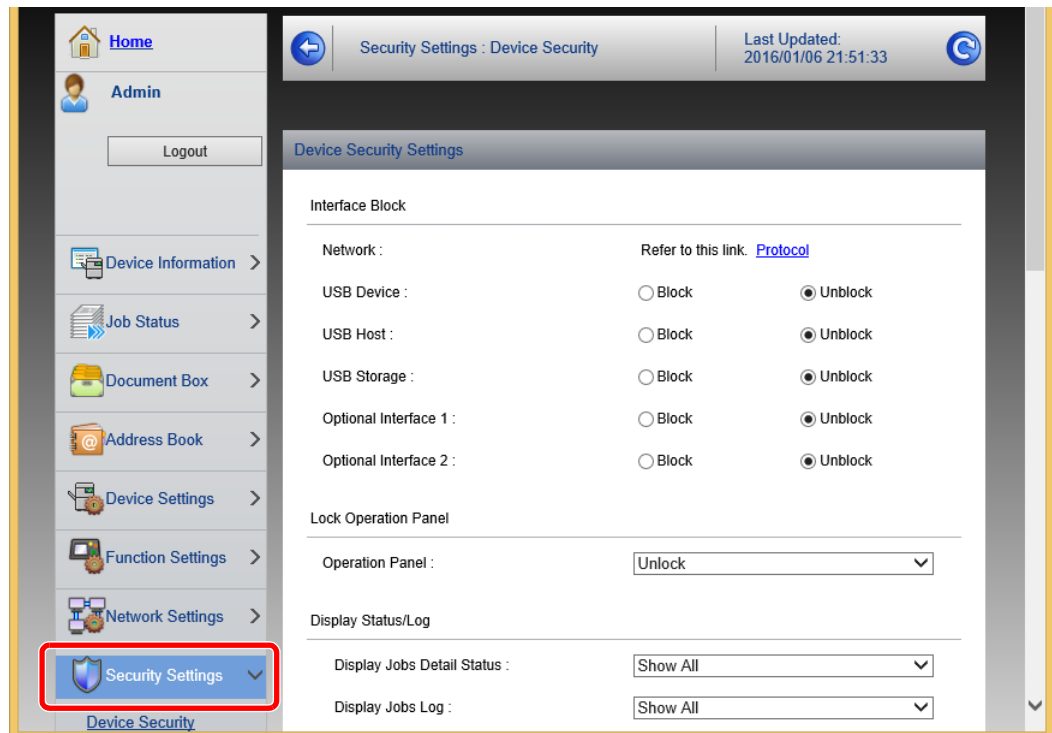 Home
Admin
Logout
Device Information
Job Status
Document Box
Address Book
Device Settings
Function Settings
Network Settings
Security Settings
Device Security
Security Settings : Device Security
Last Updated:
2016/01/06 21:51:33
Device Security Settings
Interface Block
Network : Refer to this link. Protocol
USB Device : Block Unblock
USB Host : Block Unblock
USB Storage : Block Unblock
Optional Interface 1 : Block Unblock
Optional Interface 2 : Block Unblock
Lock Operation Panel
Operation Panel : Unlock
Display Status/Log
Display Jobs Detail Status : Show All
Display Jobs Log : Show All